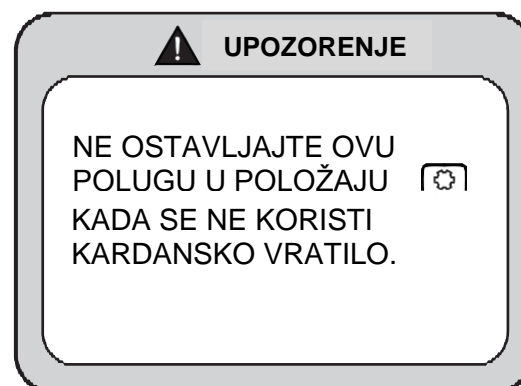 UPOZORENJE
NE OSTAVLJAJTE OVU
POLUGU U POLOŽAJU
KADA SE NE KORISTI
KARDANSKO VRATILO.